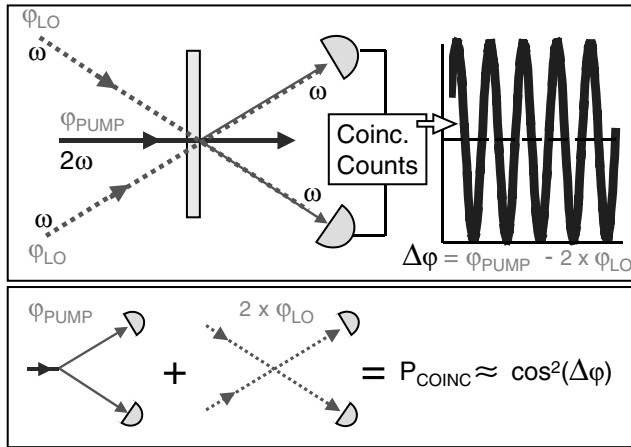 φLO
ω
φPUMP
2ω
ω
φLO
ω
ω
Coinc.
Counts
Δφ = φPUMP - 2 x φLO
φPUMP
+
2 x φLO
= PCOINC ≈ cos²(Δφ)